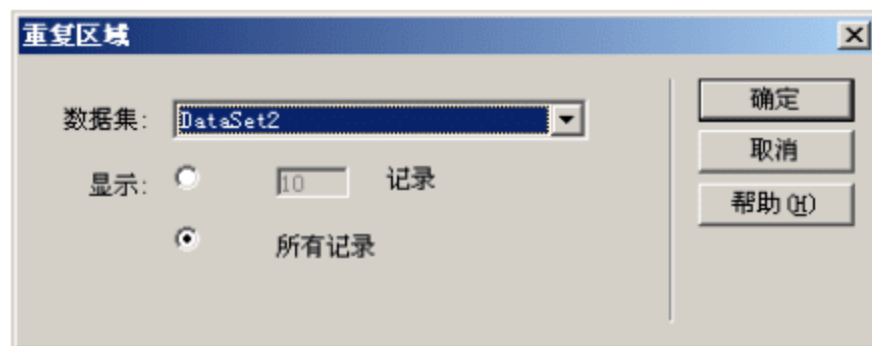 重复区域
数据集: DataSet2
显示: 10 记录
所有记录
确定
取消
帮助(H)